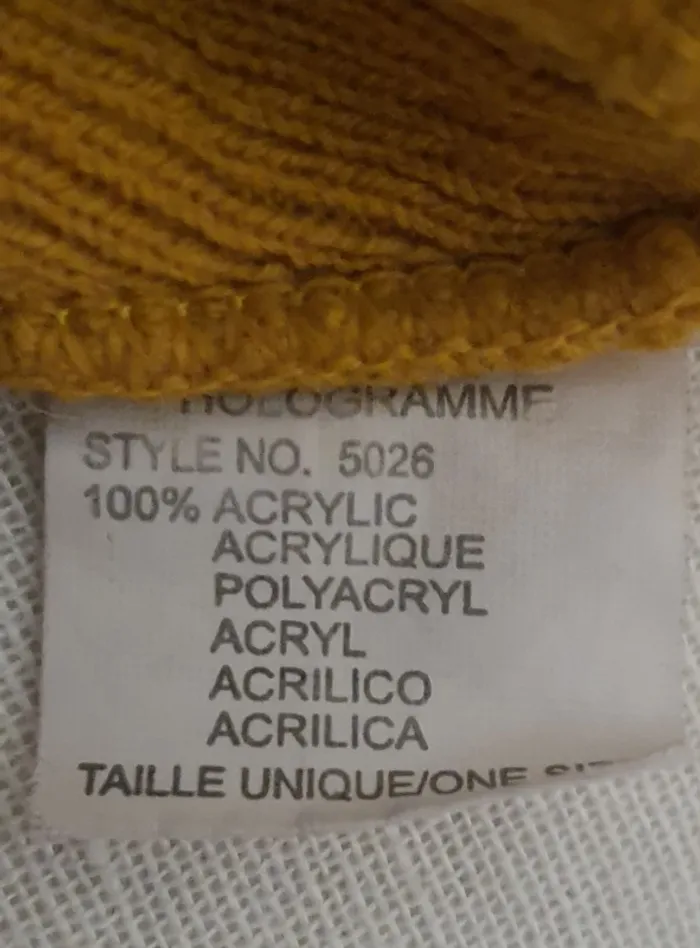 HOLOGRAMME
STYLE NO. 5026
100% ACRYLIC
ACRYLIQUE
POLYACRYL
ACRYL
ACRILICO
ACRILICA
TAILLE UNIQUE/ONE